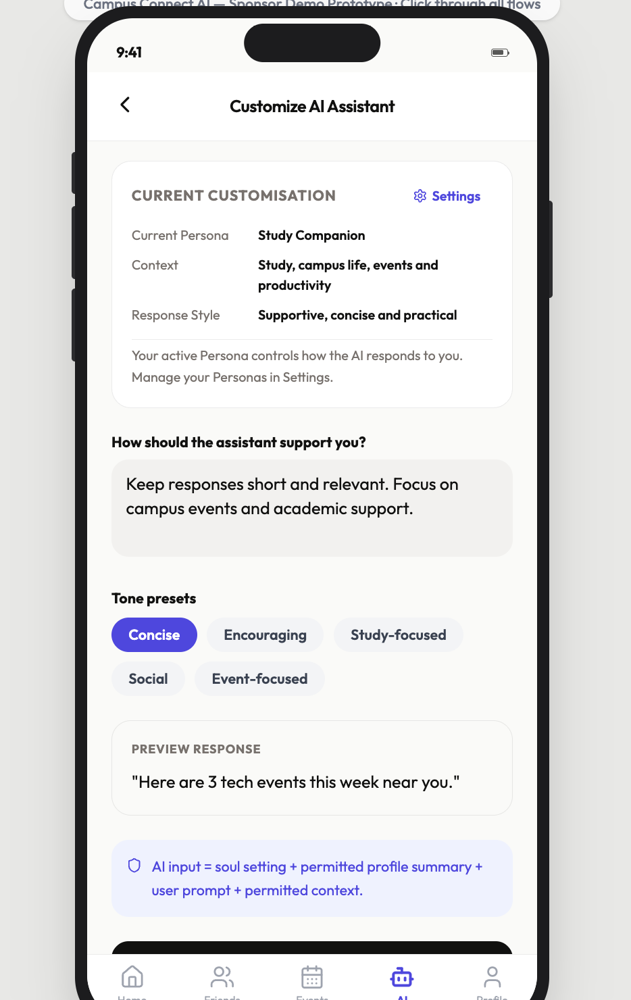 Campus Connect AI — Sponsor Demo Prototype · Click through all flows
9:41
Customize AI Assistant
CURRENT CUSTOMISATION
Settings
Current Persona Study Companion
Context Study, campus life, events and
productivity
Response Style Supportive, concise and practical
Your active Persona controls how the AI responds to you.
Manage your Personas in Settings.
How should the assistant support you?
Keep responses short and relevant. Focus on
campus events and academic support.
Tone presets
Concise Encouraging Study-focused
Social Event-focused
PREVIEW RESPONSE
"Here are 3 tech events this week near you."
AI input = soul setting + permitted profile summary +
user prompt + permitted context.
Home Friends Events AI Profile